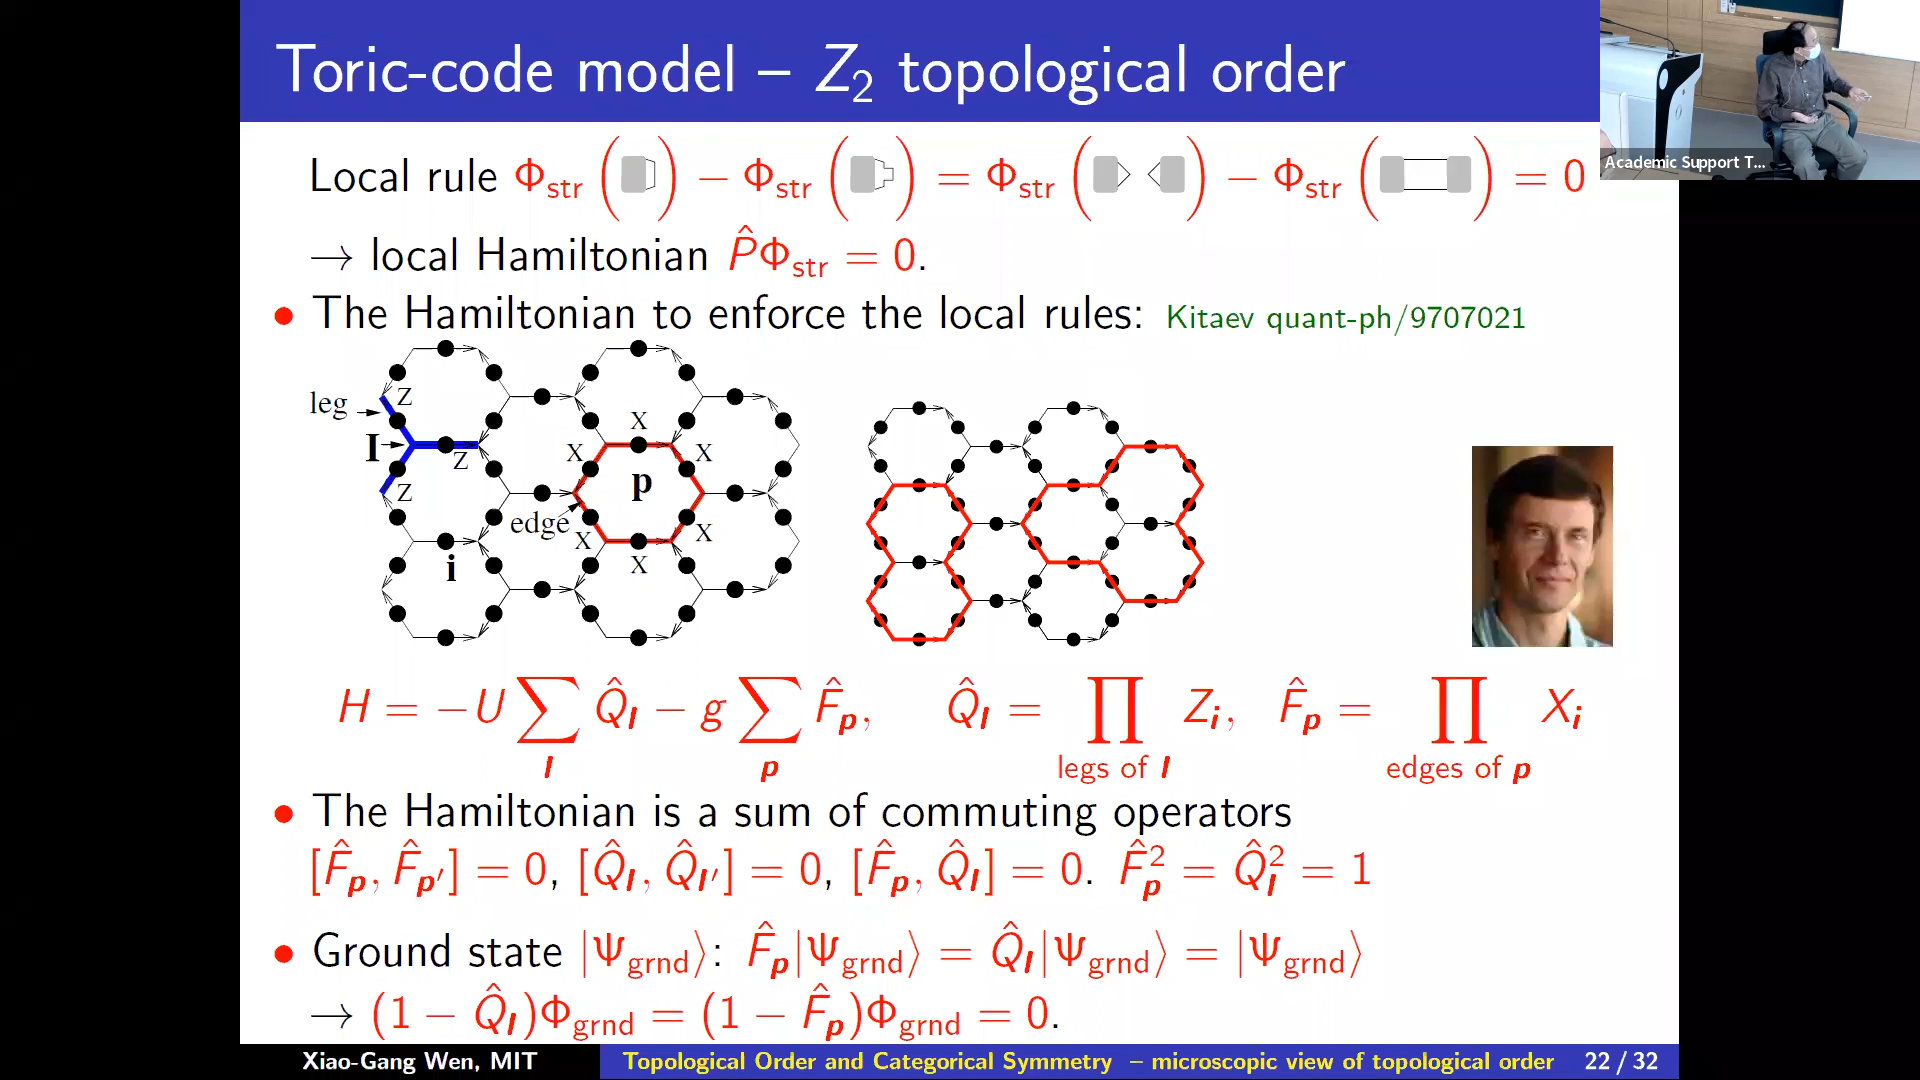 Toric-code model – Z₂ topological order
Academic Support T...
Local rule Φ_str ( ) − Φ_str ( ) = Φ_str ( ) − Φ_str ( ) = 0
→ local Hamiltonian P̂Φ_str = 0.
• The Hamiltonian to enforce the local rules: Kitaev quant-ph/9707021
leg
Z
I
Z
Z
i
X
X
X
p
edge
X
X
X
H = −U ∑_I Q̂_I − g ∑_p F̂_p, Q̂_I = ∏_{legs of I} Z_i, F̂_p = ∏_{edges of p} X_i
• The Hamiltonian is a sum of commuting operators
[F̂_p, F̂_p′] = 0, [Q̂_I, Q̂_I′] = 0, [F̂_p, Q̂_I] = 0. F̂_p² = Q̂_I² = 1
• Ground state |Ψ_grnd⟩: F̂_p|Ψ_grnd⟩ = Q̂_I|Ψ_grnd⟩ = |Ψ_grnd⟩
→ (1 − Q̂_I)Φ_grnd = (1 − F̂_p)Φ_grnd = 0.
Xiao-Gang Wen, MIT
Topological Order and Categorical Symmetry – microscopic view of topological order
22 / 32